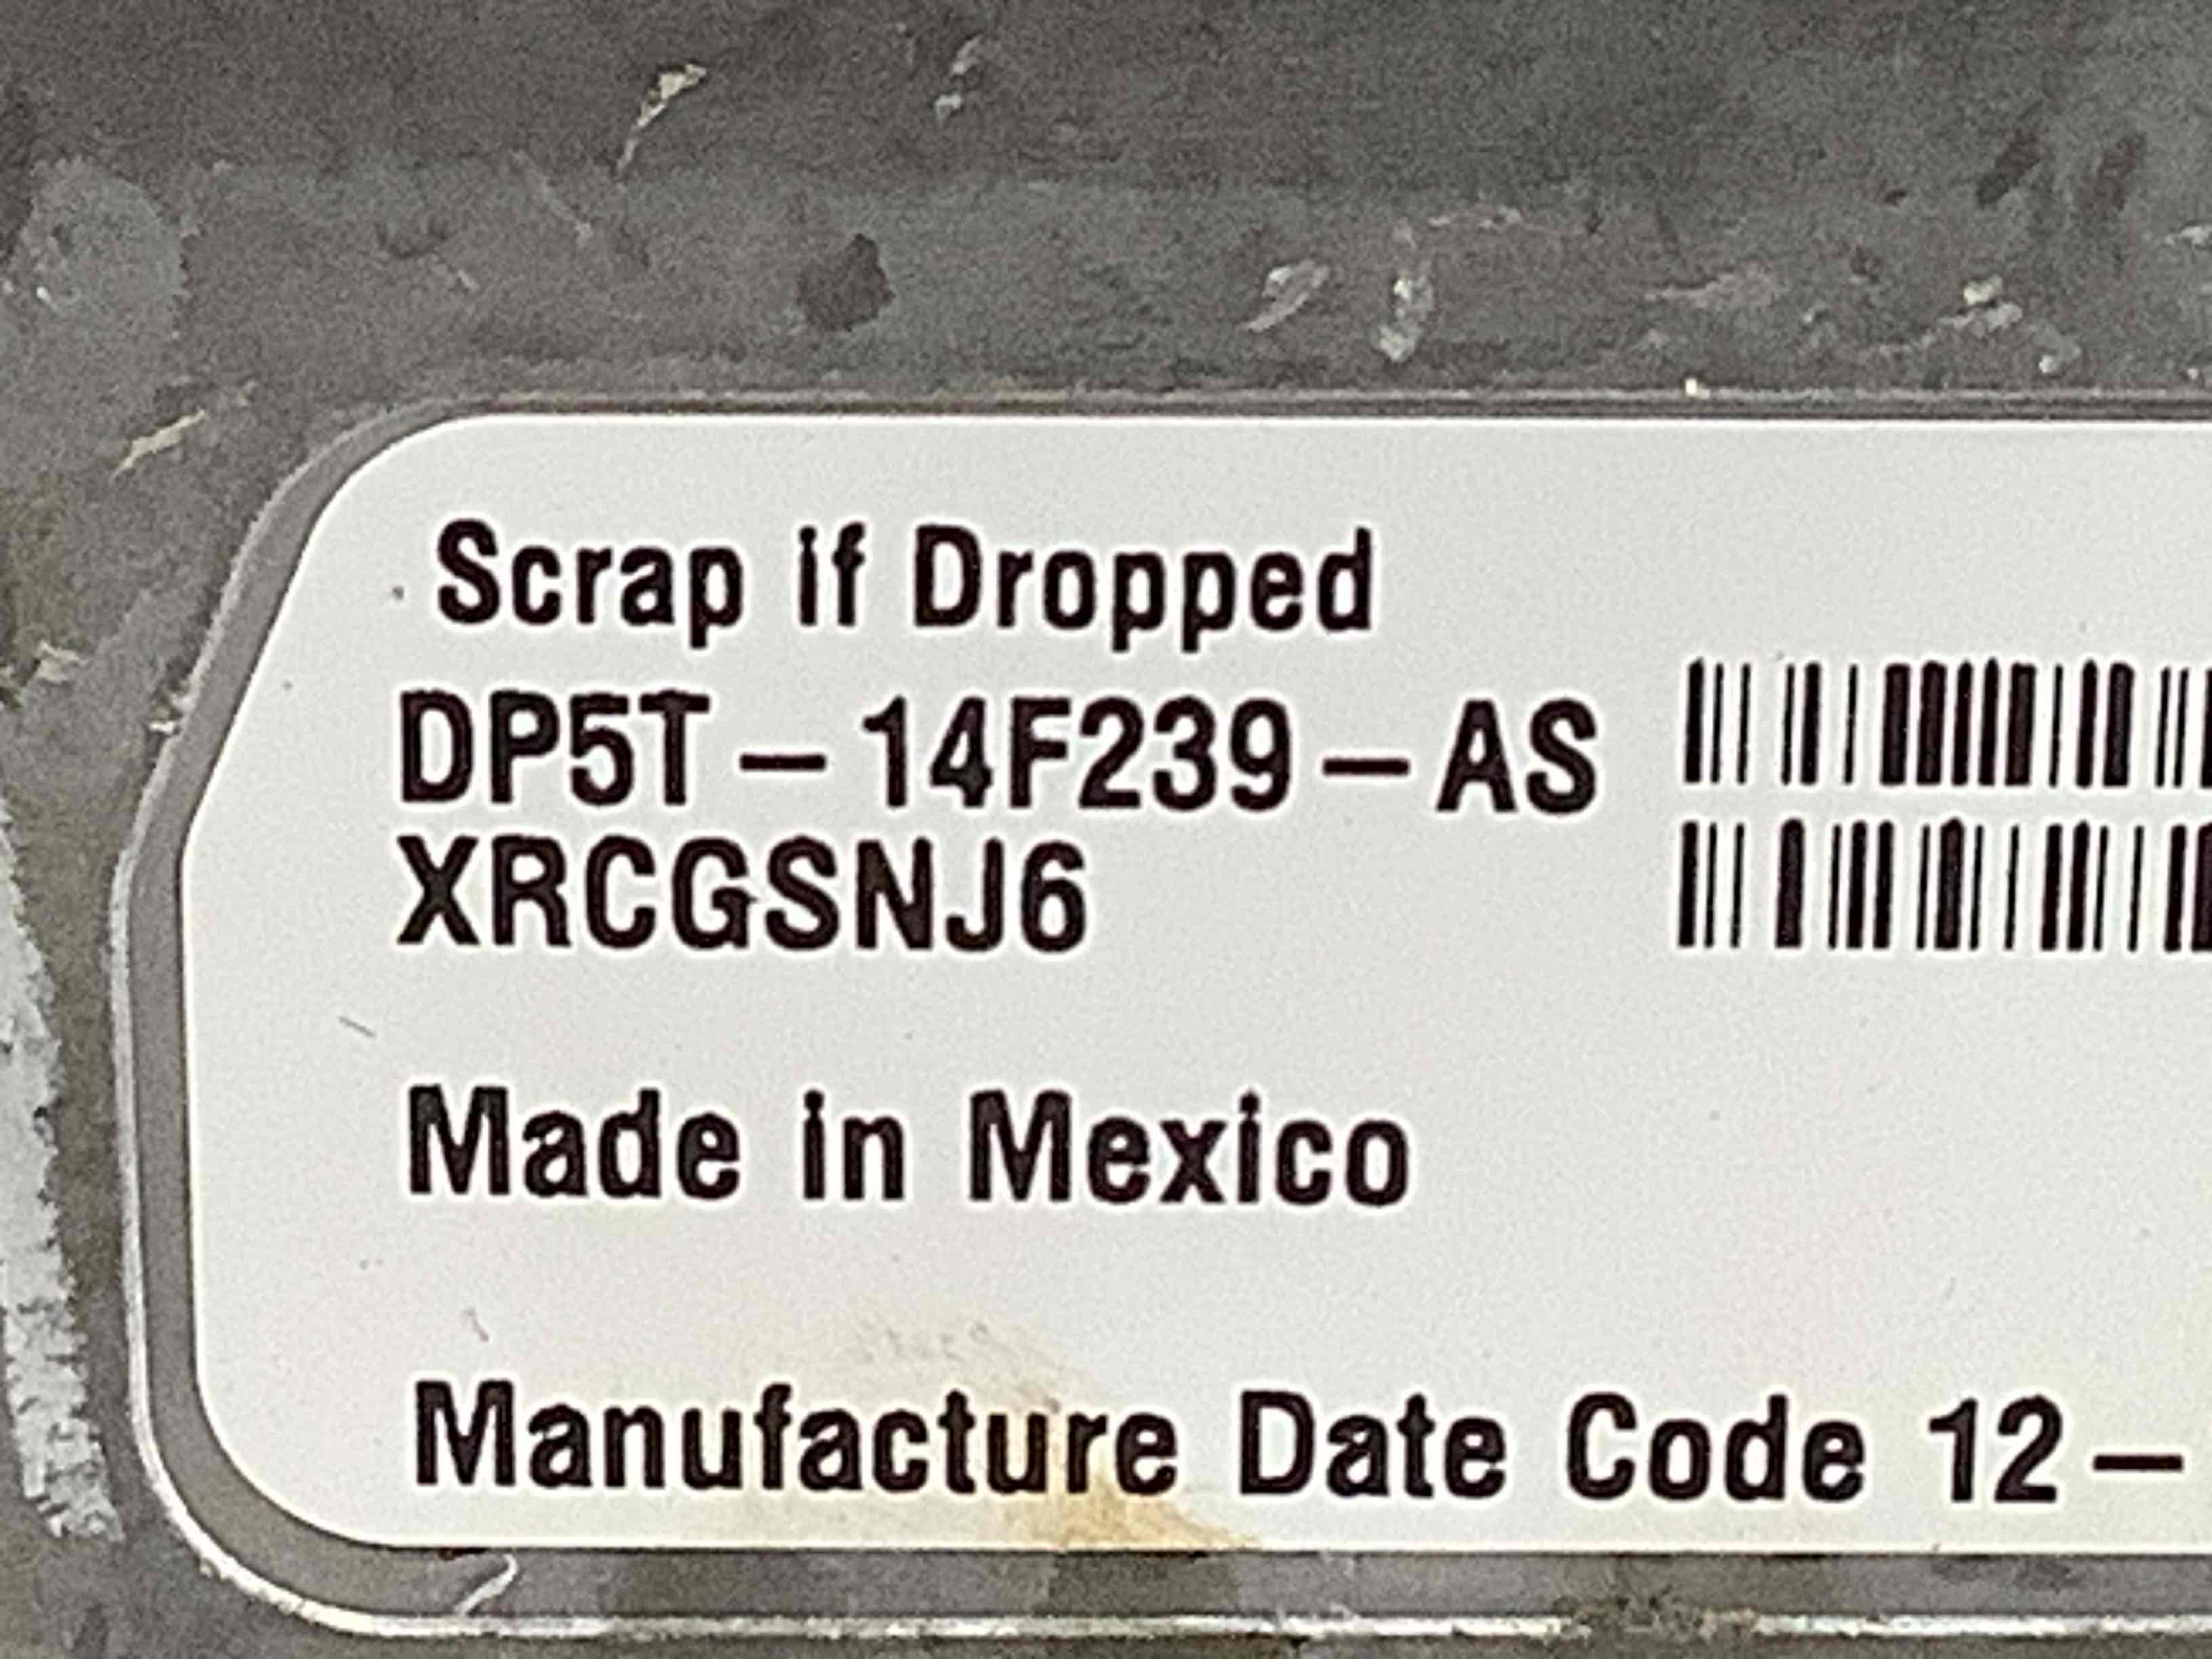 Scrap if Dropped
DP5T-14F239-AS
XRCGSNJ6
Made in Mexico
Manufacture Date Code 12-